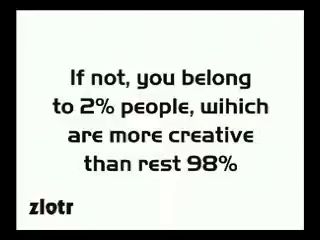 If not, you belong
to 2% people, wihich
are more creative
than rest 98%
zlotr